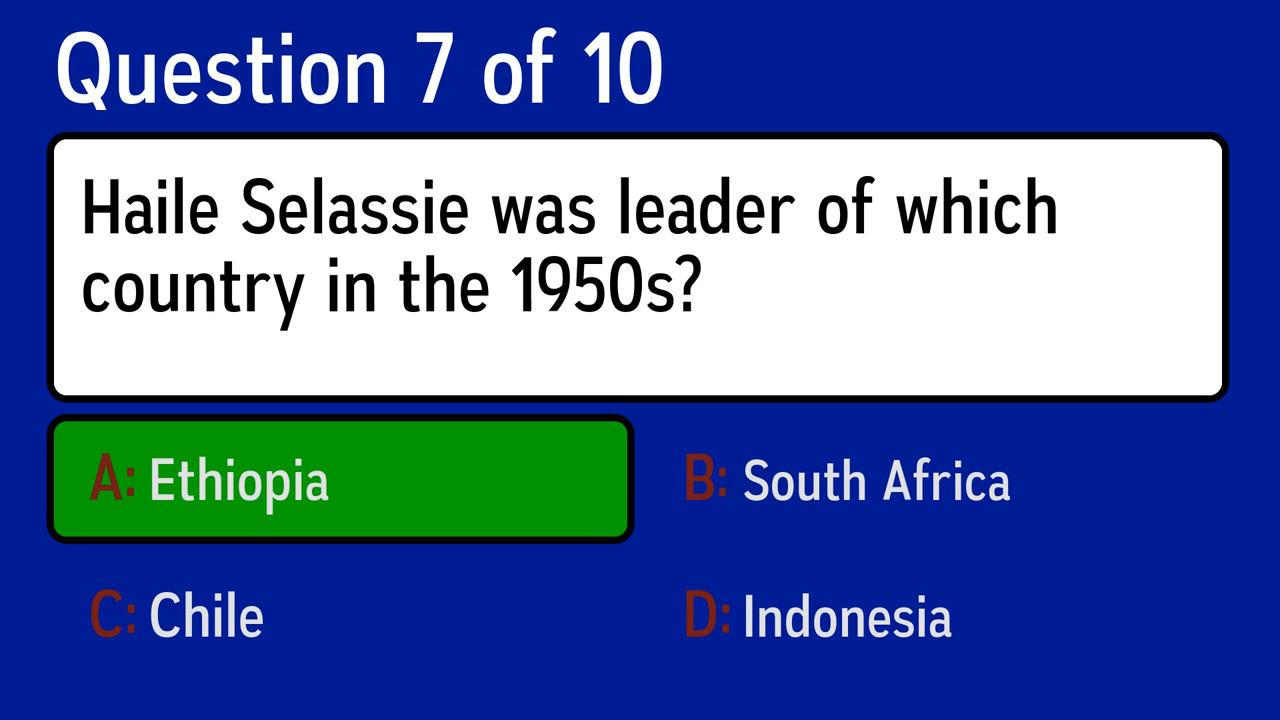 Question 7 of 10
Haile Selassie was leader of which
country in the 1950s?
A: Ethiopia
B: South Africa
C: Chile
D: Indonesia